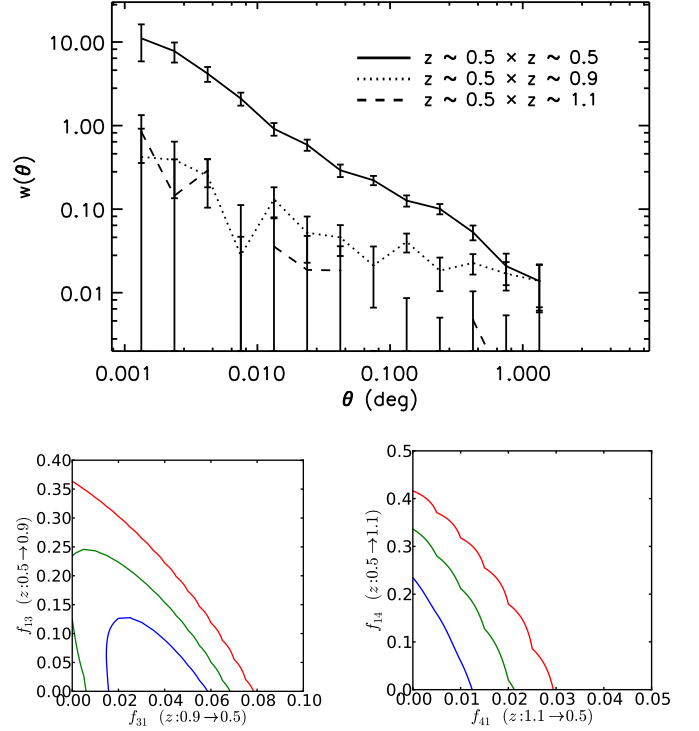 10.00
z ~ 0.5 × z ~ 0.5
z ~ 0.5 × z ~ 0.9
z ~ 0.5 × z ~ 1.1
1.00
w(θ)
0.10
0.01
0.001 0.010 0.100 1.000
θ (deg)
0.40
0.35
0.30
0.25
0.20
0.15
0.10
0.05
0.00
f13 (z:0.5→0.9)
0.00 0.02 0.04 0.06 0.08 0.10
f31 (z:0.9→0.5)
0.5
0.4
0.3
0.2
0.1
0.0
f14 (z:0.5→1.1)
0.00 0.01 0.02 0.03 0.04 0.05
f41 (z:1.1→0.5)